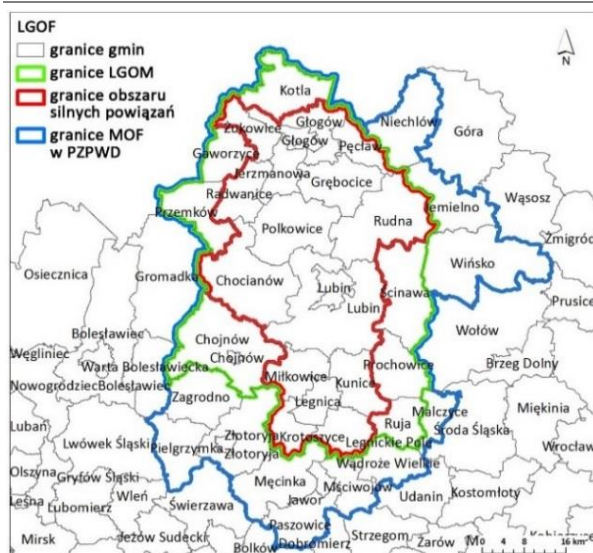 LGOF
granice gmin
granice LGOM
granice obszaru
silnych powiązań
granice MOF
w PZPWD
N
Kotla
Niechlów
Góra
Żukowice
Głogów
Głogów
Pęcław
Gaworzyce
Jerzmanowa
Grębocice
Radwanice
Jemielno
Wąsosz
Przemków
Polkowice
Rudna
Żmigród
Osiecznica
Gromadka
Chocianów
Wińsko
Lubin
Lubin
Ścinawa
Prusice
Bolesławiec
Chojnów
Wołów
Węgliniec
Chojnów
Prochowice
Brzeg Dolny
Warta Bolesławiecka
Miłkowice
Nowogrodziec
Bolesławiec
Kunice
Zagrodno
Legnica
Malczyce
Miękinia
Lubań
Ruja
Środa Śląska
Lwówek Śląski
Złotoryja
Krotoszyce
Legnickie Pole
Pielgrzymka
Złotoryja
Wrocław
Olszyna
Wądroże Wielkie
Gryfów Śląski
Męcinka
Mściwojów
Udanin
Kostomłoty
Leśna
Wleń
Lubomierz
Świerzawa
Jawor
Paszowice
Mirsk
Jeżów Sudecki
Bolków
Dobromierz
Strzegom
Żarów
0
8
16 km